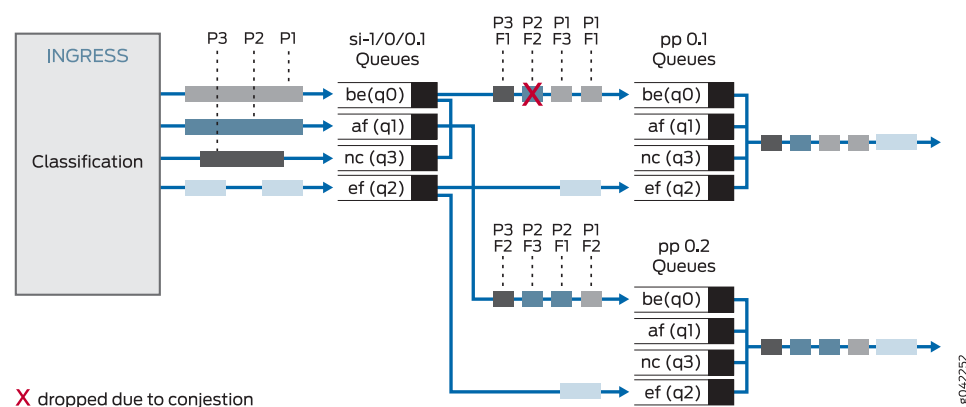 INGRESS
Classification
P3 P2 P1
si-1/0/0.1
Queues
be(q0)
af (q1)
nc (q3)
ef (q2)
P3 P2 P1 P1
F1 F2 F3 F1
X
pp 0.1
Queues
be(q0)
af (q1)
nc (q3)
ef (q2)
P3 P2 P2 P1
F2 F3 F1 F2
pp 0.2
Queues
be(q0)
af (q1)
nc (q3)
ef (q2)
X dropped due to conjestion
g042252